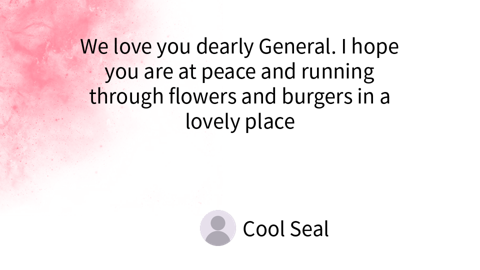 We love you dearly General. I hope
you are at peace and running
through flowers and burgers in a
lovely place
Cool Seal